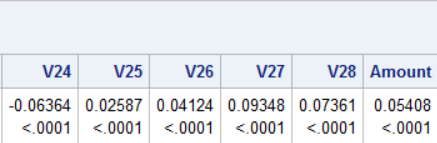 V24 V25 V26 V27 V28 Amount
-0.06364 0.02587 0.04124 0.09348 0.07361 0.05408
<.0001 <.0001 <.0001 <.0001 <.0001 <.0001